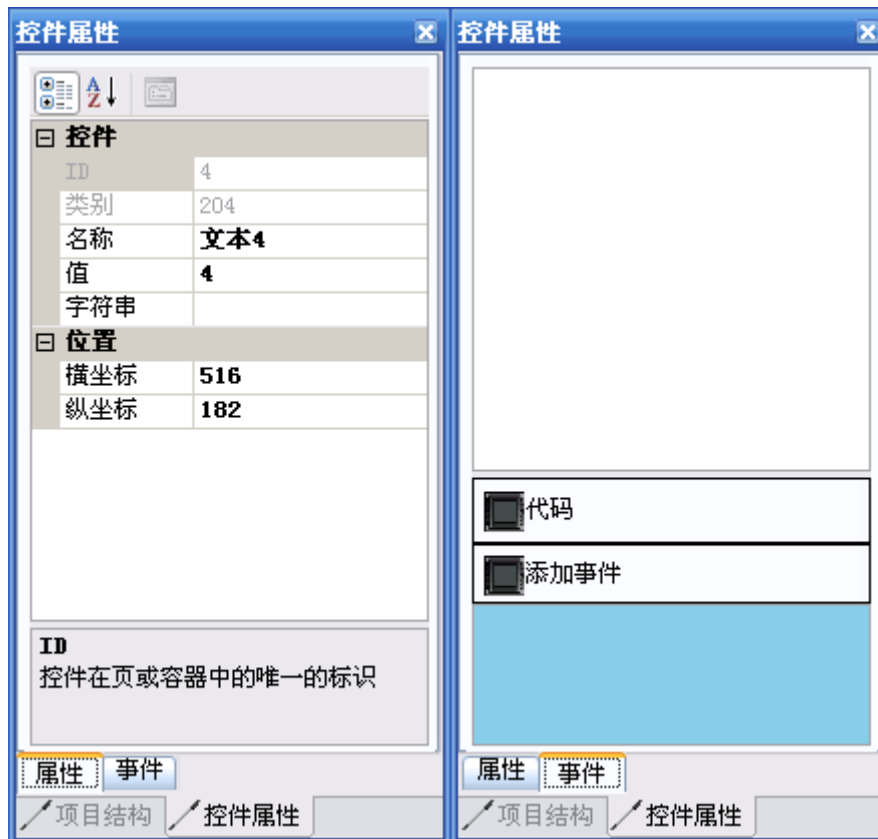 控件属性
ID 4
类别 204
名称 文本4
值 4
字符串
位置
横坐标 516
纵坐标 182
ID
控件在页或容器中的唯一的标识
属性 事件
项目结构 控件属性
控件属性
代码
添加事件
属性 事件
项目结构 控件属性